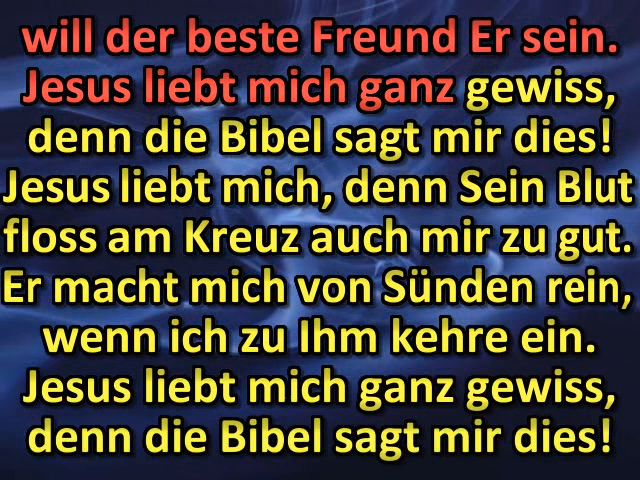 will der beste Freund Er sein.
Jesus liebt mich ganz gewiss,
denn die Bibel sagt mir dies!
Jesus liebt mich, denn Sein Blut
floss am Kreuz auch mir zu gut.
Er macht mich von Sünden rein,
wenn ich zu Ihm kehre ein.
Jesus liebt mich ganz gewiss,
denn die Bibel sagt mir dies!